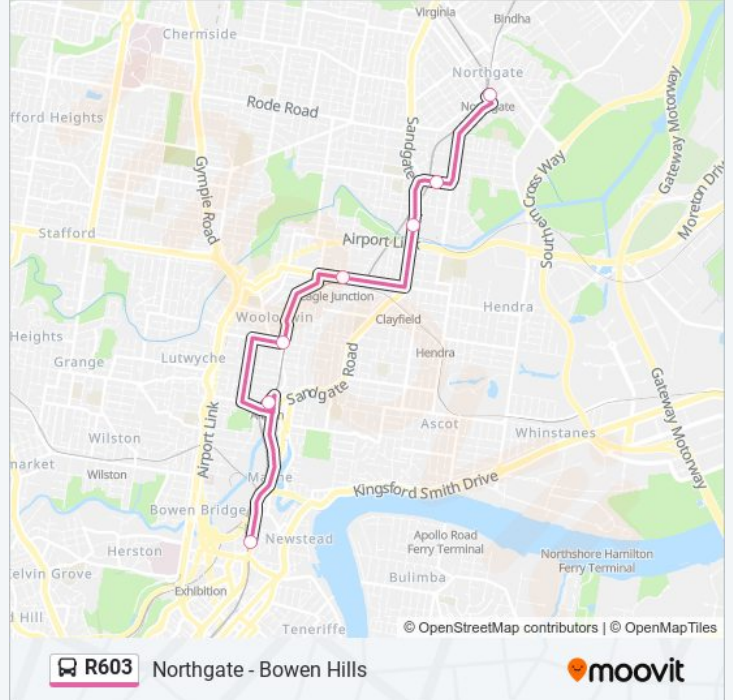 Virginia
Bindha
Chermside
Northgate
Rode Road
Northgate
fford Heights
Sandgate
Gateway Motorway
Gympie Road
Southern Cross Way
Moreton Driv
Stafford
Airport Link
Eagle Junction
Hendra
Wooloowin
Clayfield
Heights
Grange
Lutwyche
Road
Hendra
Sandgate
Gateway Motorway
Ascot
Whinstanes
Airport Link
Wilston
market
Wilston
Kingsford Smith Drive
Bowen Bridge
Newstead
Apollo Road
Ferry Terminal
Northshore Hamilton
Ferry Terminal
Herston
elvin Grove
Bulimba
Exhibition
d Hill
Teneriffe
© OpenStreetMap contributors | © OpenMapTiles
R603 Northgate - Bowen Hills
moovit